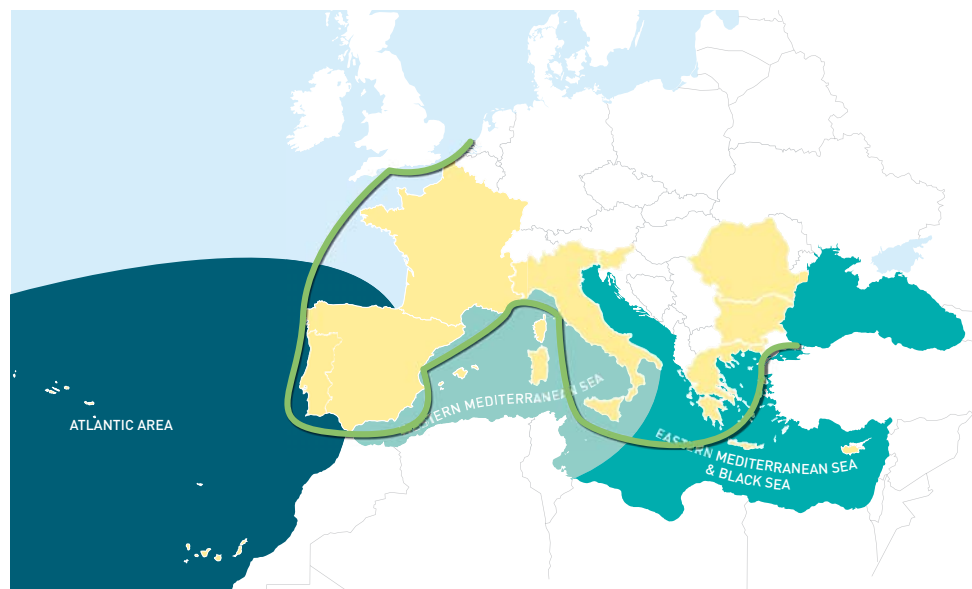 ATLANTIC AREA
MEDITERRANEAN SEA
EASTERN MEDITERRANEAN SEA
& BLACK SEA